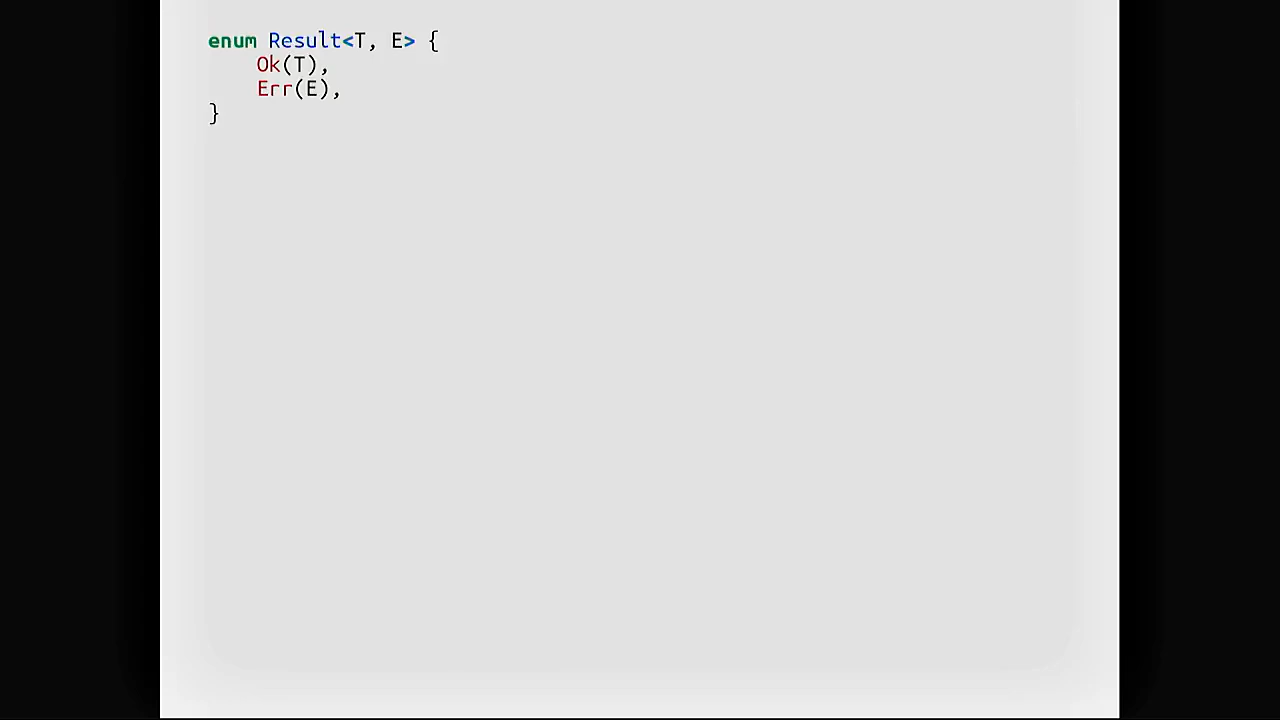 enum Result<T, E> {
    Ok(T),
    Err(E),
}